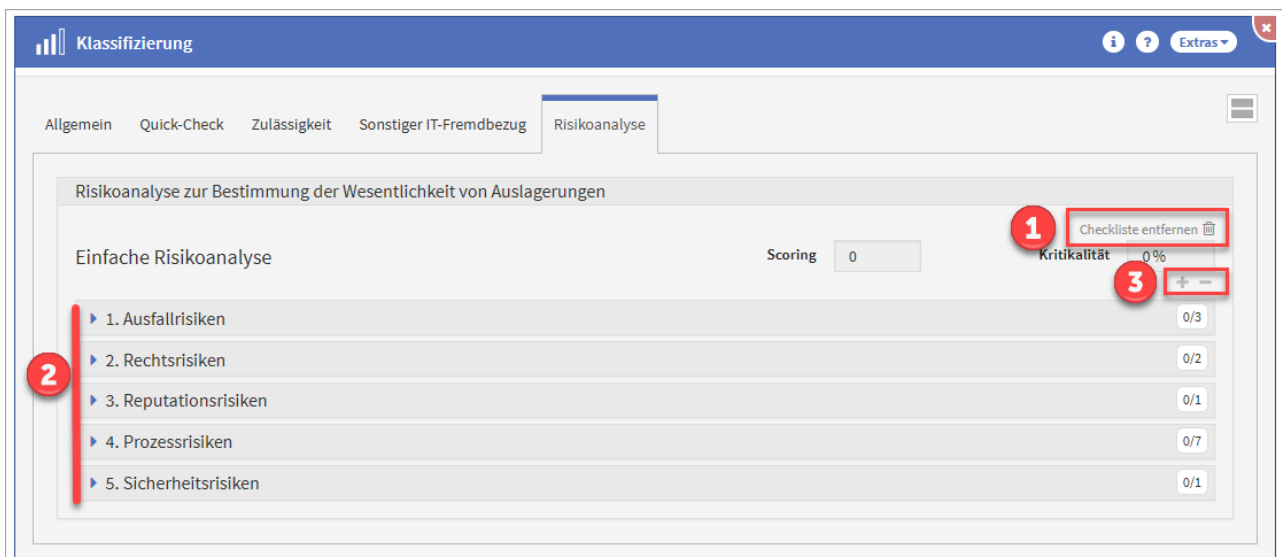 Klassifizierung
i ? Extras
Allgemein Quick-Check Zulässigkeit Sonstiger IT-Fremdbezug Risikoanalyse
Risikoanalyse zur Bestimmung der Wesentlichkeit von Auslagerungen
1 Checkliste entfernen
Einfache Risikoanalyse Scoring 0 Kritikalität 0 %
3 + −
1. Ausfallrisiken 0/3
2
2. Rechtsrisiken 0/2
3. Reputationsrisiken 0/1
4. Prozessrisiken 0/7
5. Sicherheitsrisiken 0/1